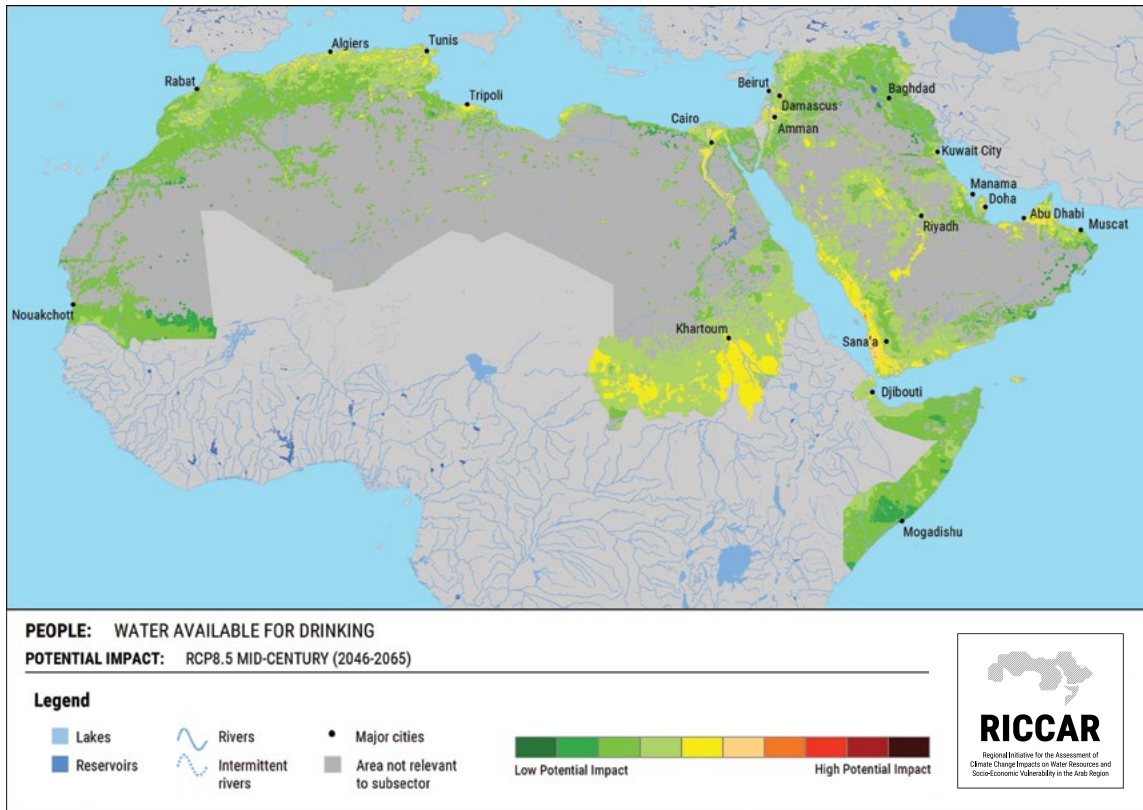 Algiers
Tunis
Rabat
Tripoli
Beirut
Baghdad
Damascus
Cairo
Amman
Kuwait City
Manama
Doha
Abu Dhabi
Riyadh
Muscat
Nouakchott
Khartoum
Sana'a
Djibouti
Mogadishu
PEOPLE: WATER AVAILABLE FOR DRINKING
POTENTIAL IMPACT: RCP8.5 MID-CENTURY (2046-2065)
Legend
Lakes
Reservoirs
Rivers
Intermittent
rivers
Major cities
Area not relevant
to subsector
Low Potential Impact
High Potential Impact
RICCAR
Regional Initiative for the Assessment of
Climate Change Impacts on Water Resources and
Socio-Economic Vulnerability in the Arab Region